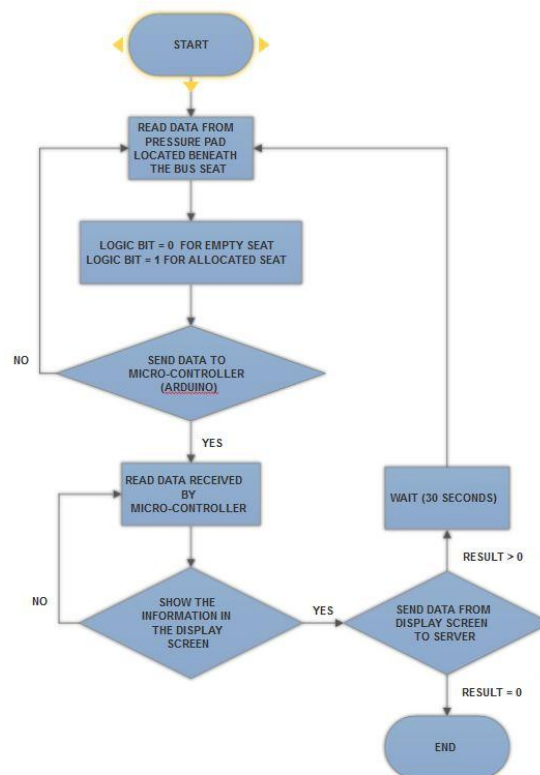 START
READ DATA FROM
PRESSURE PAD
LOCATED BENEATH
THE BUS SEAT
LOGIC BIT = 0 FOR EMPTY SEAT
LOGIC BIT = 1 FOR ALLOCATED SEAT
NO
SEND DATA TO
MICRO-CONTROLLER
(ARDUINO)
YES
READ DATA RECEIVED
BY
MICRO-CONTROLLER
WAIT (30 SECONDS)
RESULT > 0
NO
SHOW THE
INFORMATION IN
THE DISPLAY
SCREEN
YES
SEND DATA FROM
DISPLAY SCREEN
TO SERVER
RESULT = 0
END